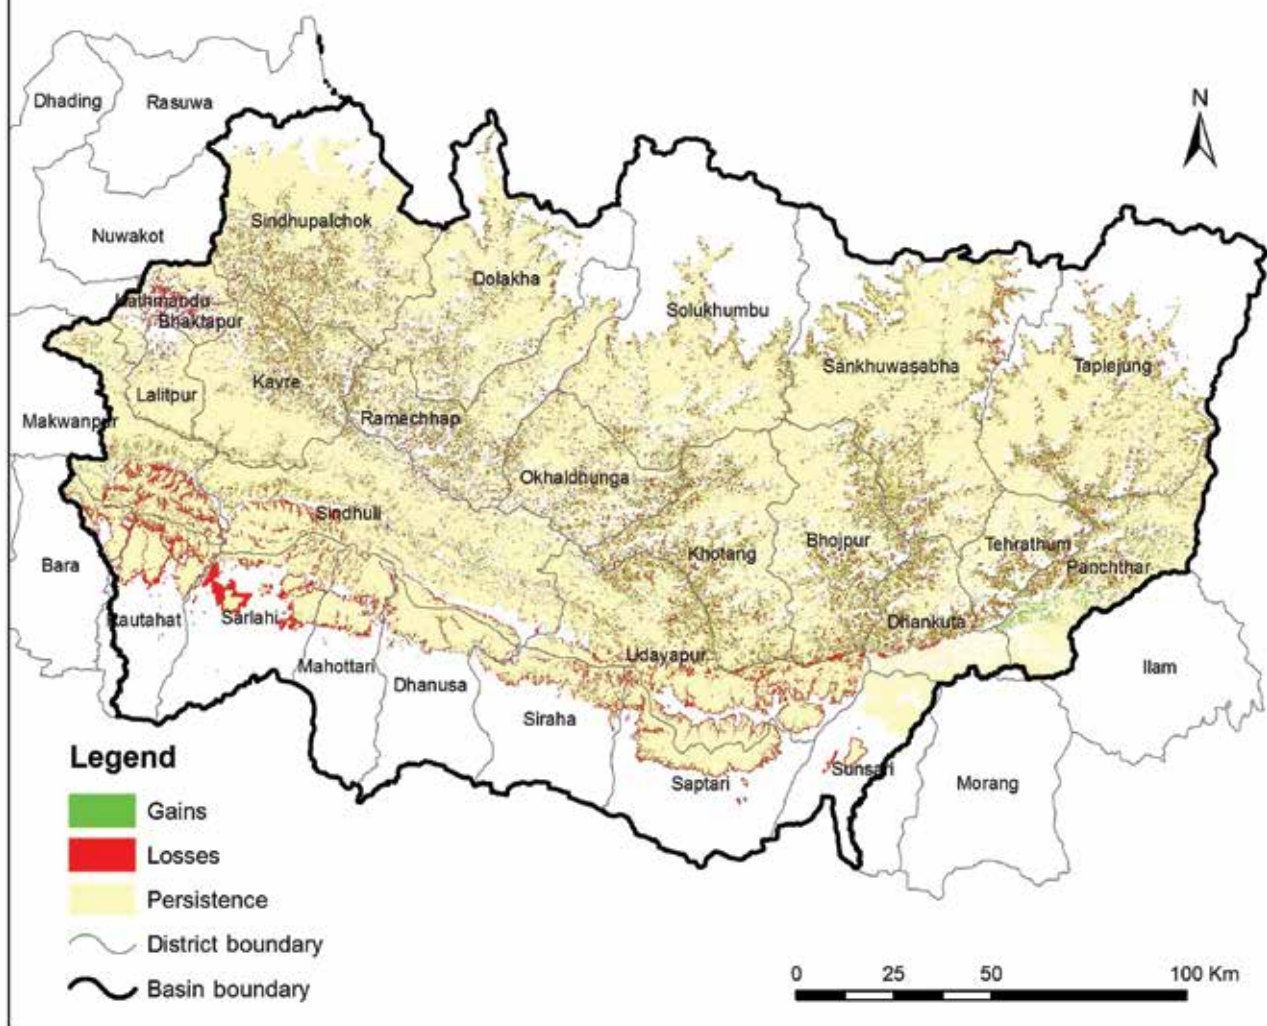 N
Dhading
Rasuwa
Nuwakot
Sindhupalchok
Dolakha
Kathmandu
Bhaktapur
Solukhumbu
Sankhuwasabha
Taplejung
Kavre
Lalitpur
Makwanpur
Ramechhap
Okhaldhunga
Sindhuli
Bara
Khotang
Bhojpur
Tehrathum
Panchthar
Rautahat
Sarlahi
Dhankuta
Mahottari
Udayapur
Ilam
Dhanusa
Siraha
Saptari
Sunsari
Morang
Legend
Gains
Losses
Persistence
District boundary
Basin boundary
0 25 50 100 Km